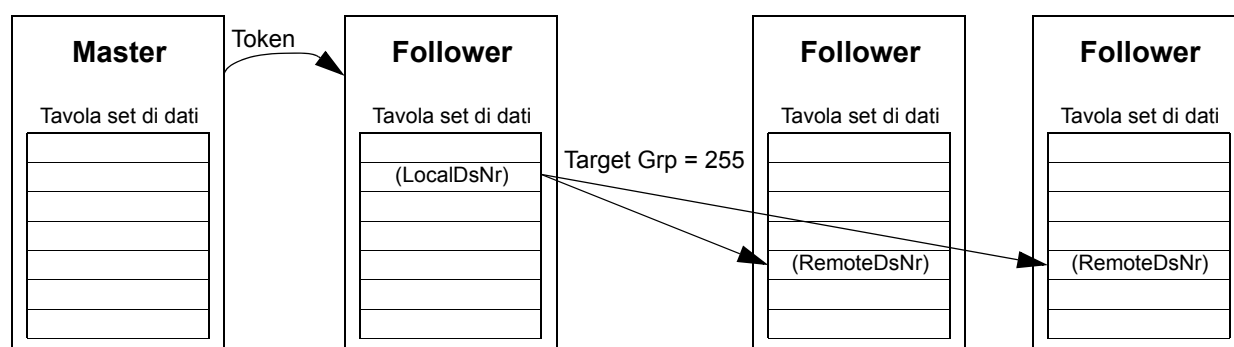 Master
Token
Follower
Follower
Follower
Tavola set di dati
Tavola set di dati
Tavola set di dati
Tavola set di dati
(LocalDsNr)
Target Grp = 255
(RemoteDsNr)
(RemoteDsNr)